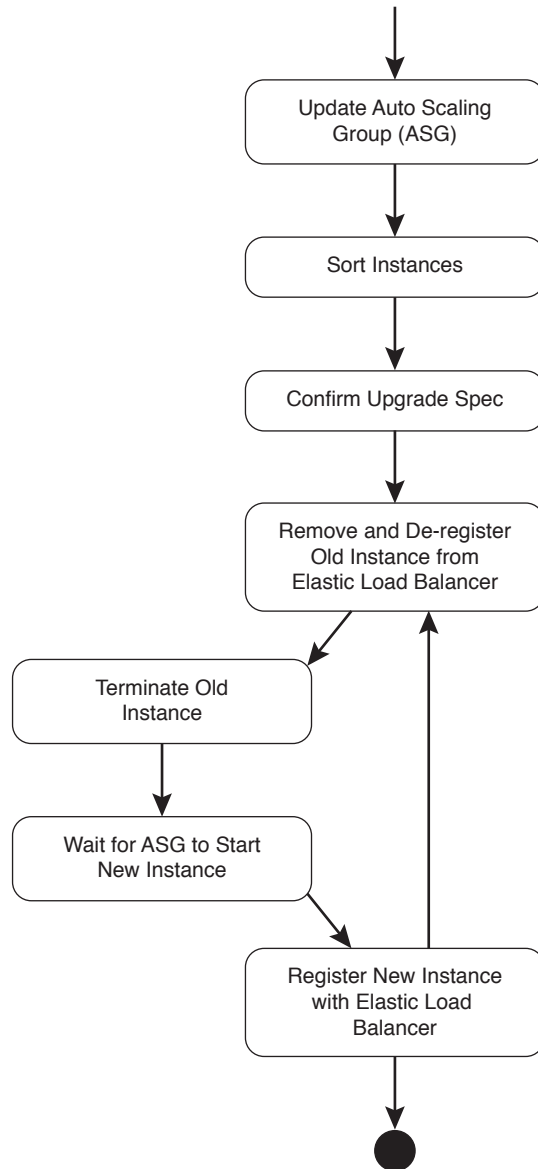 Update Auto Scaling
Group (ASG)
Sort Instances
Confirm Upgrade Spec
Remove and De-register
Old Instance from
Elastic Load Balancer
Terminate Old
Instance
Wait for ASG to Start
New Instance
Register New Instance
with Elastic Load
Balancer